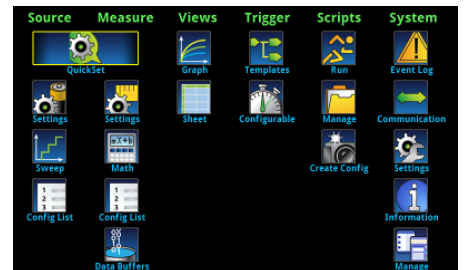 Source Measure Views Trigger Scripts System
QuickSet Graph Templates Run Event Log
Settings Settings Sheet Configurable Manage Communication
Sweep Math Create Config Settings
Config List Config List Information
Data Buffers Manage